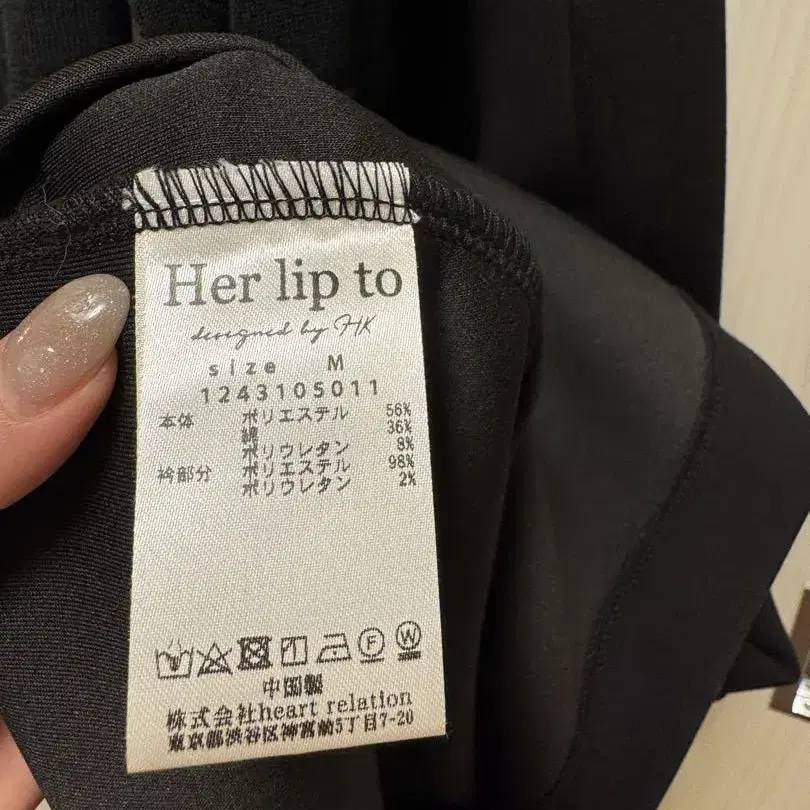 Her lip to
designed by HK
size M
1243105011
本体 ポリエステル 56%
綿 36%
ポリウレタン 8%
衿部分 ポリエステル 98%
ポリウレタン 2%
F W
中国製
株式会社heart relation
東京都渋谷区神宮前5丁目7-20